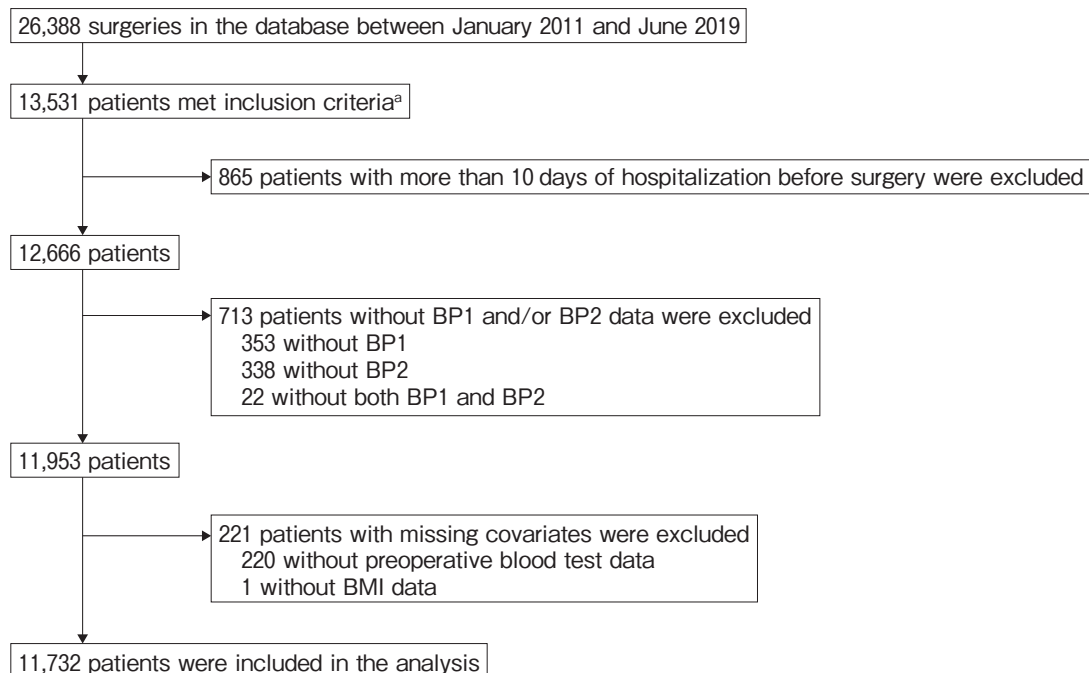 26,388 surgeries in the database between January 2011 and June 2019
13,531 patients met inclusion criteriaᵃ
865 patients with more than 10 days of hospitalization before surgery were excluded
12,666 patients
713 patients without BP1 and/or BP2 data were excluded
353 without BP1
338 without BP2
22 without both BP1 and BP2
11,953 patients
221 patients with missing covariates were excluded
220 without preoperative blood test data
1 without BMI data
11,732 patients were included in the analysis